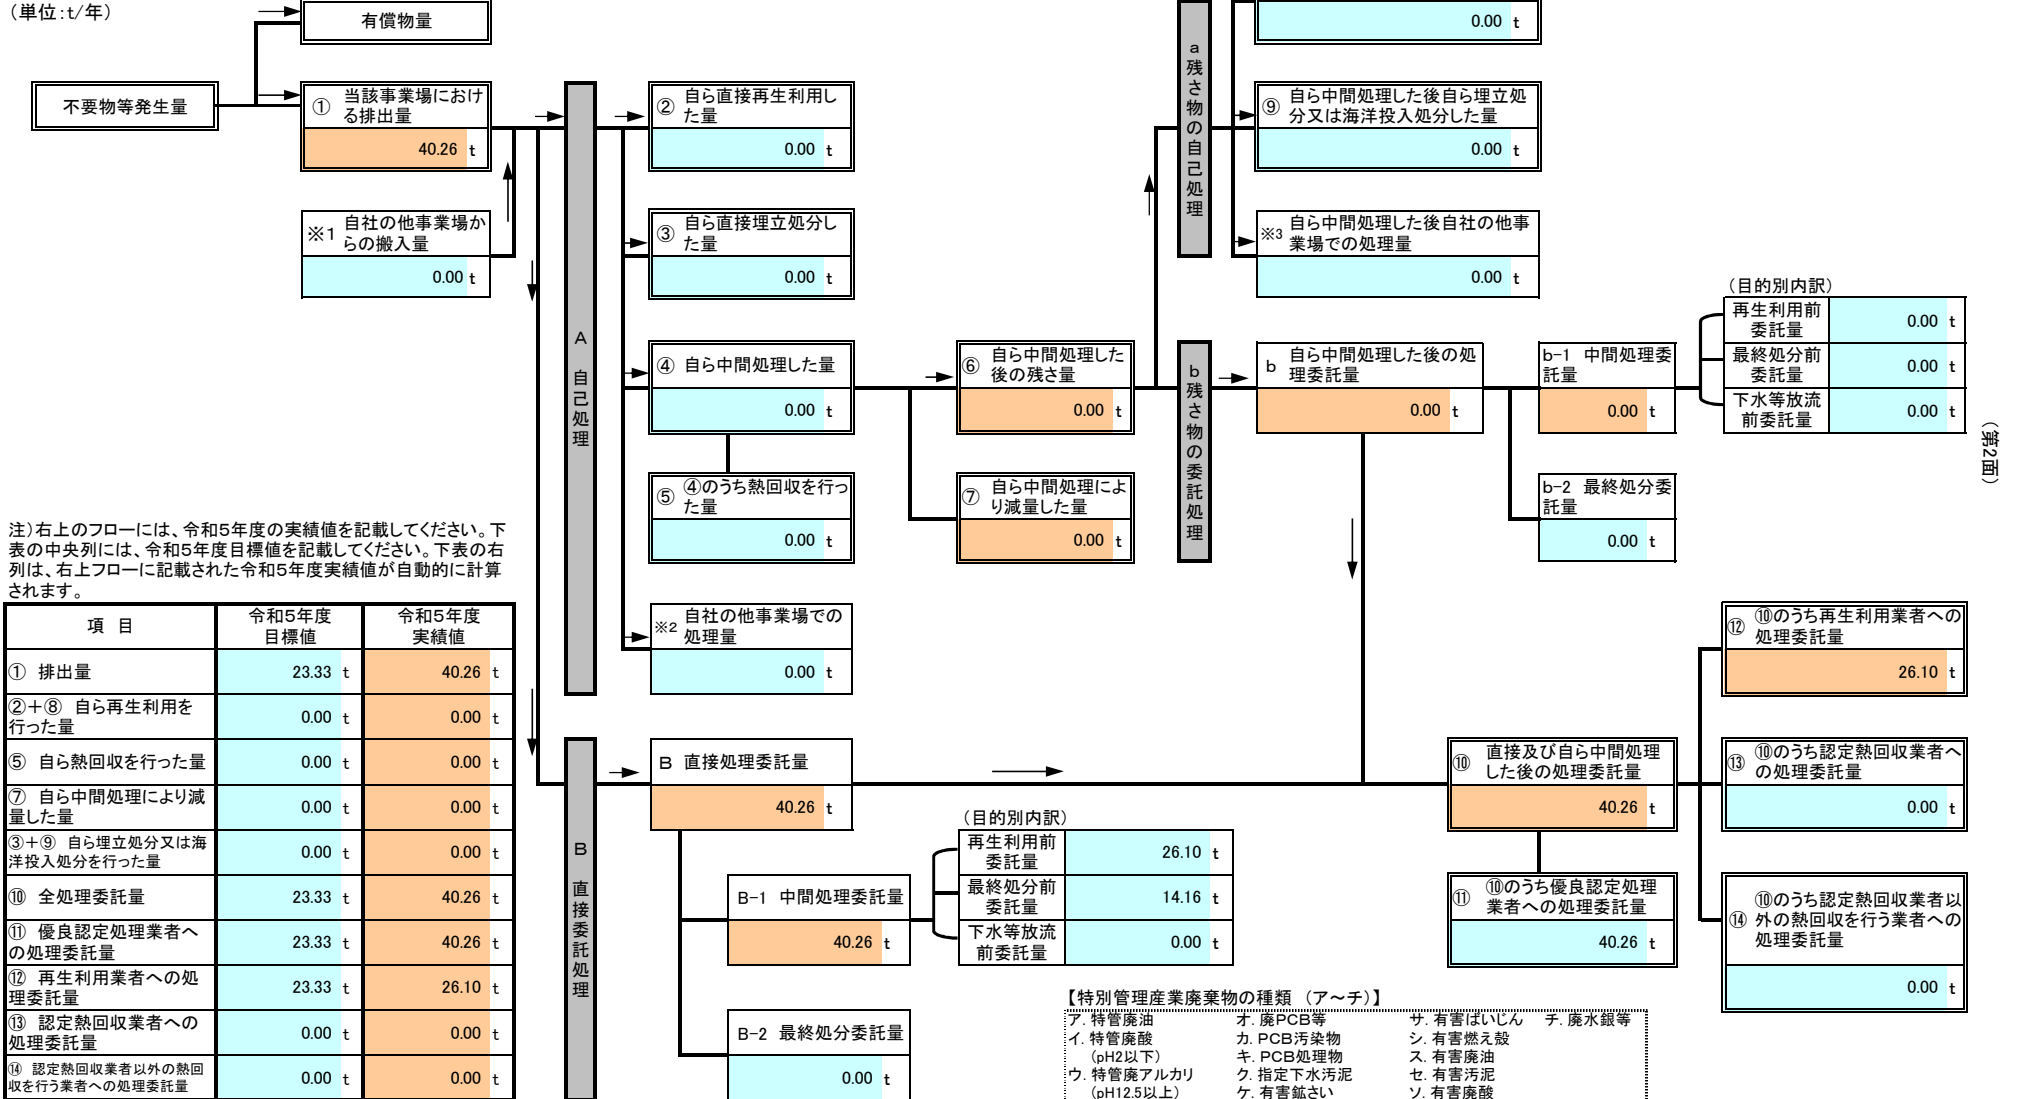 （単位：t/年）
有償物量
不要物等発生量
① 当該事業場におけ
る排出量
40.26 t
※1 自社の他事業場か
らの搬入量
0.00 t
A 自己処理
② 自ら直接再生利用し
た量
0.00 t
③ 自ら直接埋立処分し
た量
0.00 t
④ 自ら中間処理した量
0.00 t
⑤ ④のうち熱回収を行っ
た量
0.00 t
※2 自社の他事業場での
処理量
0.00 t
⑥ 自ら中間処理した
後の残さ量
0.00 t
⑦ 自ら中間処理によ
り減量した量
0.00 t
a残さ物の自己処理
0.00 t
⑨ 自ら中間処理した後自ら埋立処
分又は海洋投入処分した量
0.00 t
※3 自ら中間処理した後自社の他事
業場での処理量
0.00 t
b残さ物の委託処理
b 自ら中間処理した後の処
理委託量
0.00 t
b-1 中間処理委
託量
0.00 t
b-2 最終処分委
託量
0.00 t
（目的別内訳）
再生利用前
委託量
0.00 t
最終処分前
委託量
0.00 t
下水等放流
前委託量
0.00 t
（第2面）
注）右上のフローには、令和５年度の実績値を記載してください。下
表の中央列には、令和５年度目標値を記載してください。下表の右
列は、右上フローに記載された令和５年度実績値が自動的に計算
されます。
項 目 令和５年度 令和５年度
目標値 実績値
① 排出量 23.33 t 40.26 t
②＋⑧ 自ら再生利用を
行った量 0.00 t 0.00 t
⑤ 自ら熱回収を行った量 0.00 t 0.00 t
⑦ 自ら中間処理により減
量した量 0.00 t 0.00 t
③＋⑨ 自ら埋立処分又は海
洋投入処分を行った量 0.00 t 0.00 t
⑩ 全処理委託量 23.33 t 40.26 t
⑪ 優良認定処理業者へ
の処理委託量 23.33 t 40.26 t
⑫ 再生利用業者への処
理委託量 23.33 t 26.10 t
⑬ 認定熱回収業者への
処理委託量 0.00 t 0.00 t
⑭ 認定熱回収業者以外の熱回
収を行う業者への処理委託量 0.00 t 0.00 t
B 直接委託処理
B 直接処理委託量
40.26 t
B-1 中間処理委託量
40.26 t
B-2 最終処分委託量
0.00 t
（目的別内訳）
再生利用前
委託量
26.10 t
最終処分前
委託量
14.16 t
下水等放流
前委託量
0.00 t
⑩ 直接及び自ら中間処理
した後の処理委託量
40.26 t
⑪ ⑩のうち優良認定処理
業者への処理委託量
40.26 t
⑫ ⑩のうち再生利用業者への
処理委託量
26.10 t
⑬ ⑩のうち認定熱回収業者へ
の処理委託量
0.00 t
⑭ ⑩のうち認定熱回収業者以
外の熱回収を行う業者への
処理委託量
0.00 t
【特別管理産業廃棄物の種類 （ア～チ）】
ア．特管廃油 オ．廃ＰＣＢ等 サ．有害ばいじん チ．廃水銀等
イ．特管廃酸 カ．ＰＣＢ汚染物 シ．有害燃え殻
（pH2以下） キ．ＰＣＢ処理物 ス．有害廃油
ウ．特管廃アルカリ ク．指定下水汚泥 セ．有害汚泥
（pH12.5以上） ケ．有害鉱さい ソ．有害廃酸